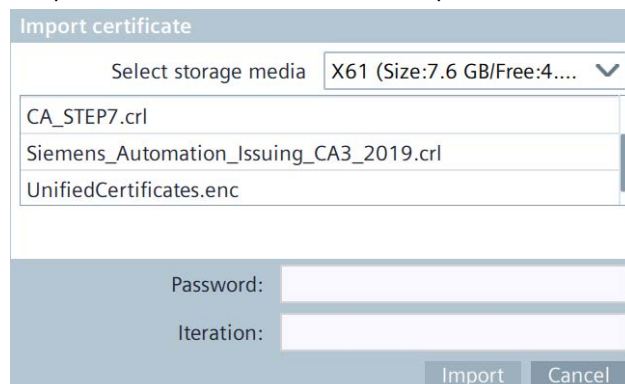 Import certificate
Select storage media X61 (Size:7.6 GB/Free:4....
CA_STEP7.crl
Siemens_Automation_Issuing_CA3_2019.crl
UnifiedCertificates.enc
Password:
Iteration:
Import Cancel